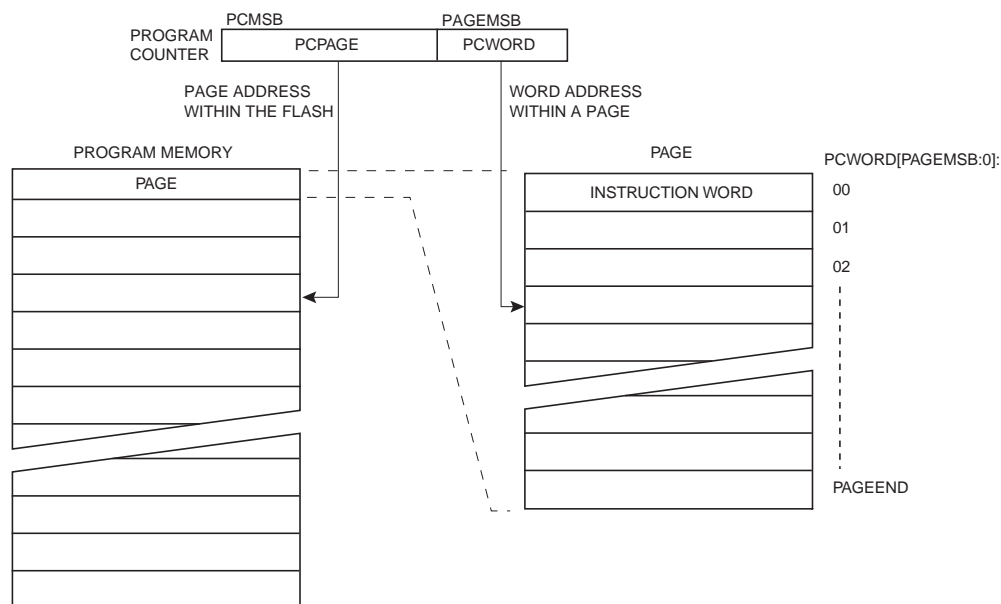 PCMSB
PAGEMSB
PROGRAM
COUNTER
PCPAGE
PCWORD
PAGE ADDRESS
WITHIN THE FLASH
WORD ADDRESS
WITHIN A PAGE
PROGRAM MEMORY
PAGE
PAGE
PCWORD[PAGEMSB:0]:
INSTRUCTION WORD
00
01
02
PAGEEND